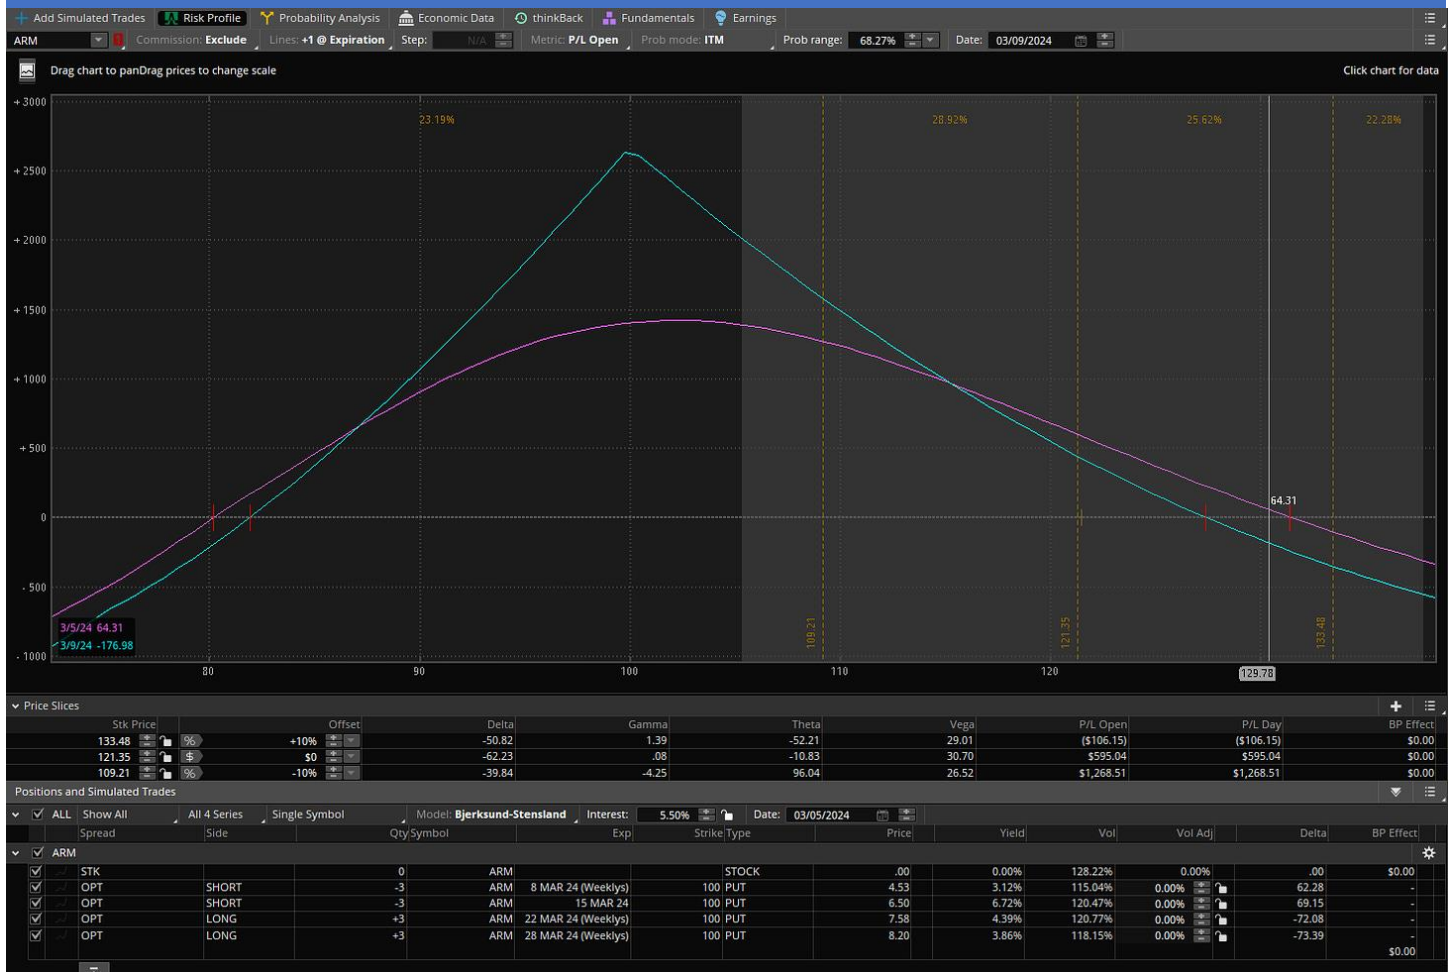 Add Simulated Trades Risk Profile Probability Analysis Economic Data thinkBack Fundamentals Earnings
ARM Commission: Exclude Lines: +1 @ Expiration Step: N/A Metric: P/L Open Prob mode: ITM Prob range: 68.27% Date: 03/09/2024
Drag chart to panDrag prices to change scale Click chart for data
+ 3000
23.19% 28.92% 25.62% 22.28%
+ 2500
+ 2000
+ 1500
+ 1000
+ 500
64.31
0
- 500
109.21 121.35 133.48
3/5/24 64.31
3/9/24 -176.98
- 1000
80 90 100 110 120 129.78
Price Slices
Stk Price Offset Delta Gamma Theta Vega P/L Open P/L Day BP Effect
133.48 % +10% -50.82 1.39 -52.21 29.01 ($106.15) ($106.15) $0.00
121.35 $ $0 -62.23 .08 -10.83 30.70 $595.04 $595.04 $0.00
109.21 % -10% -39.84 -4.25 96.04 26.52 $1,268.51 $1,268.51 $0.00
Positions and Simulated Trades
ALL Show All All 4 Series Single Symbol Model: Bjerksund-Stensland Interest: 5.50% Date: 03/05/2024
Spread Side Qty Symbol Exp Strike Type Price Yield Vol Vol Adj Delta BP Effect
ARM
STK 0 ARM STOCK .00 0.00% 128.22% 0.00% .00 $0.00
OPT SHORT -3 ARM 8 MAR 24 (Weeklys) 100 PUT 4.53 3.12% 115.04% 0.00% 62.28 -
OPT SHORT -3 ARM 15 MAR 24 100 PUT 6.50 6.72% 120.47% 0.00% 69.15 -
OPT LONG +3 ARM 22 MAR 24 (Weeklys) 100 PUT 7.58 4.39% 120.77% 0.00% -72.08 -
OPT LONG +3 ARM 28 MAR 24 (Weeklys) 100 PUT 8.20 3.86% 118.15% 0.00% -73.39 -
$0.00